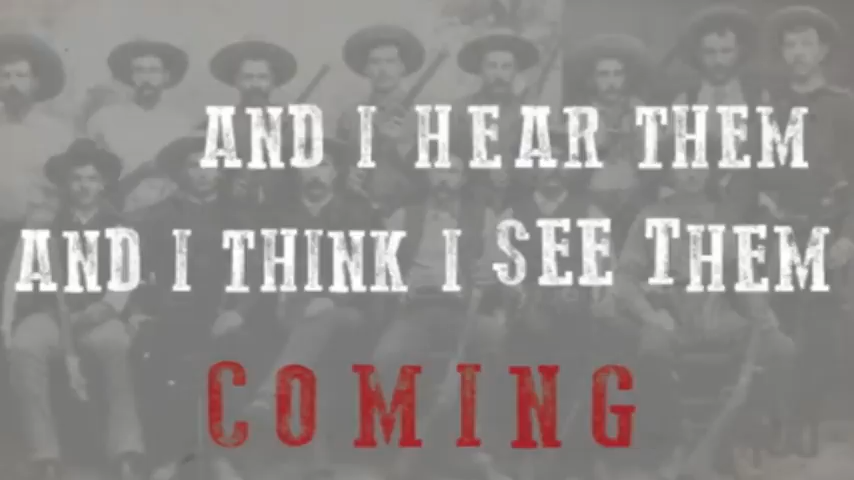 AND I HEAR THEM
AND I THINK I SEE THEM
COMING